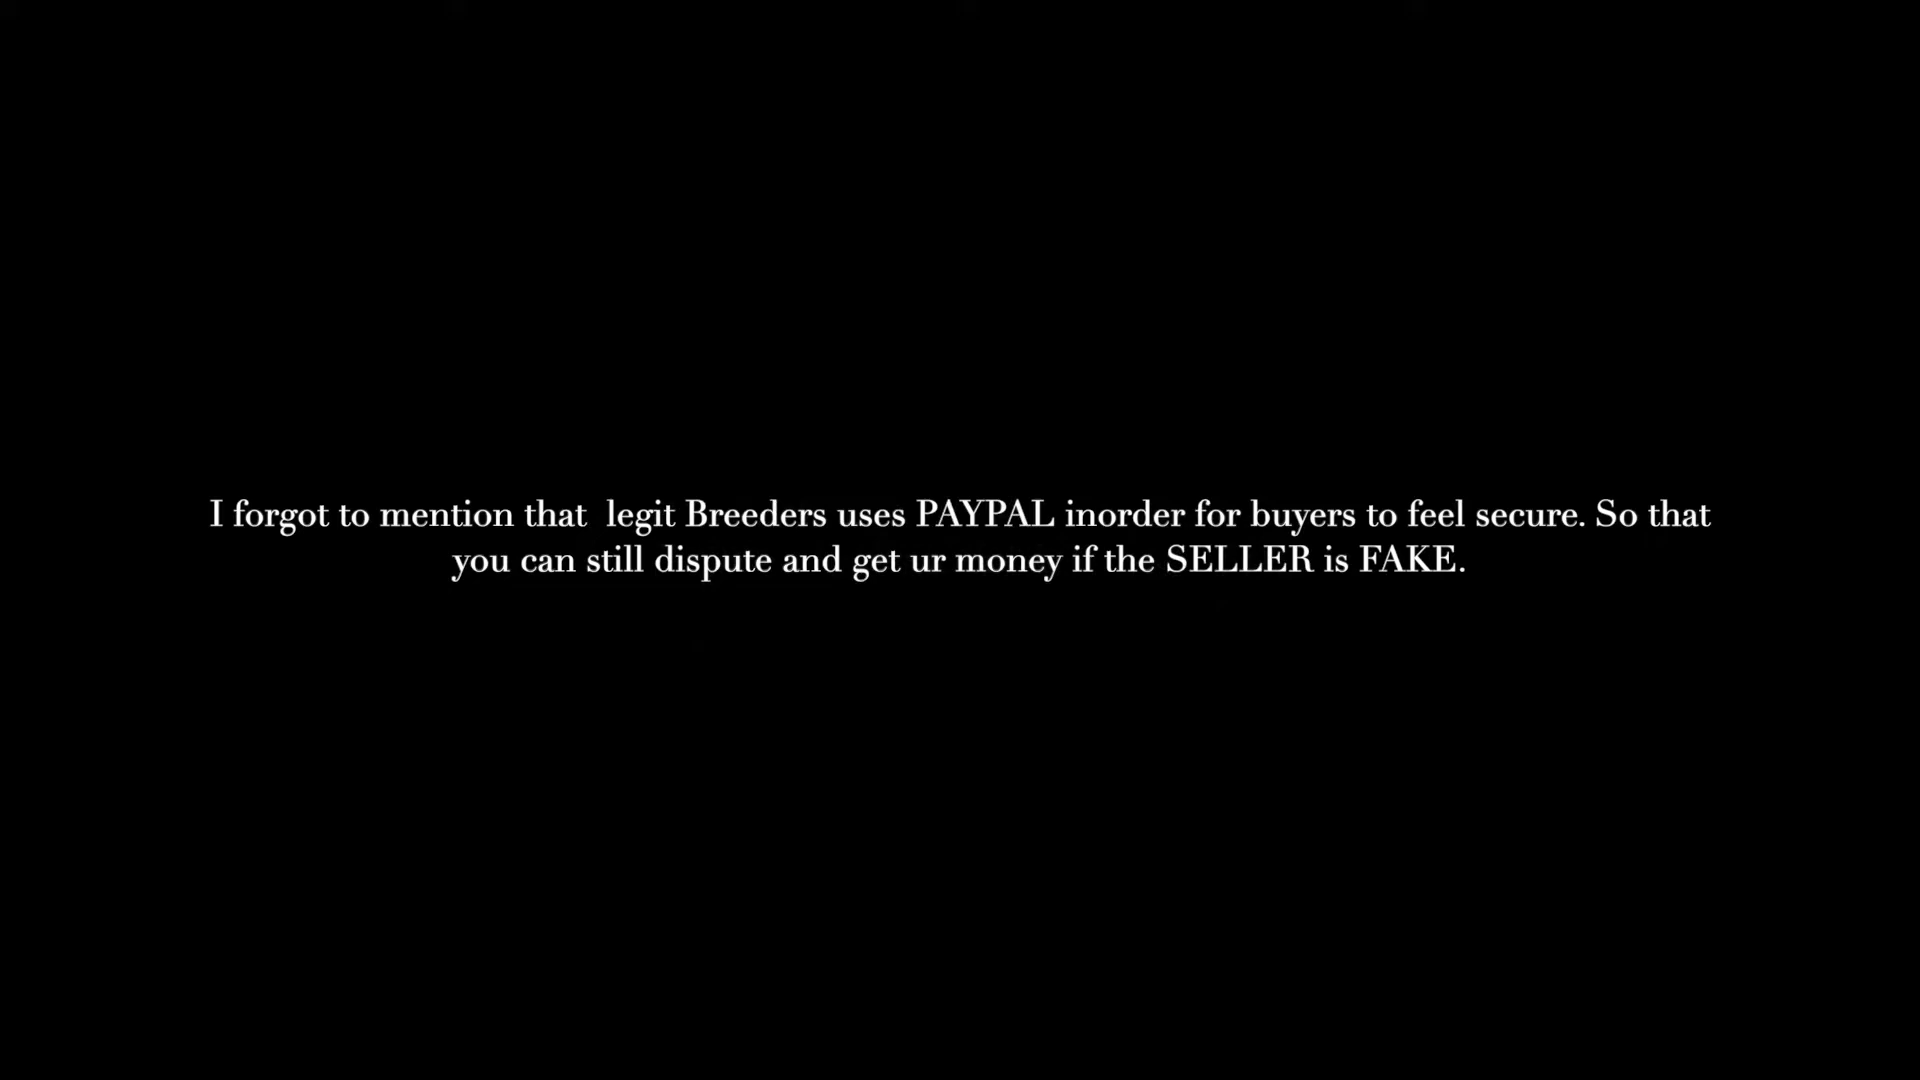 I forgot to mention that  legit Breeders uses PAYPAL inorder for buyers to feel secure. So that
you can still dispute and get ur money if the SELLER is FAKE.